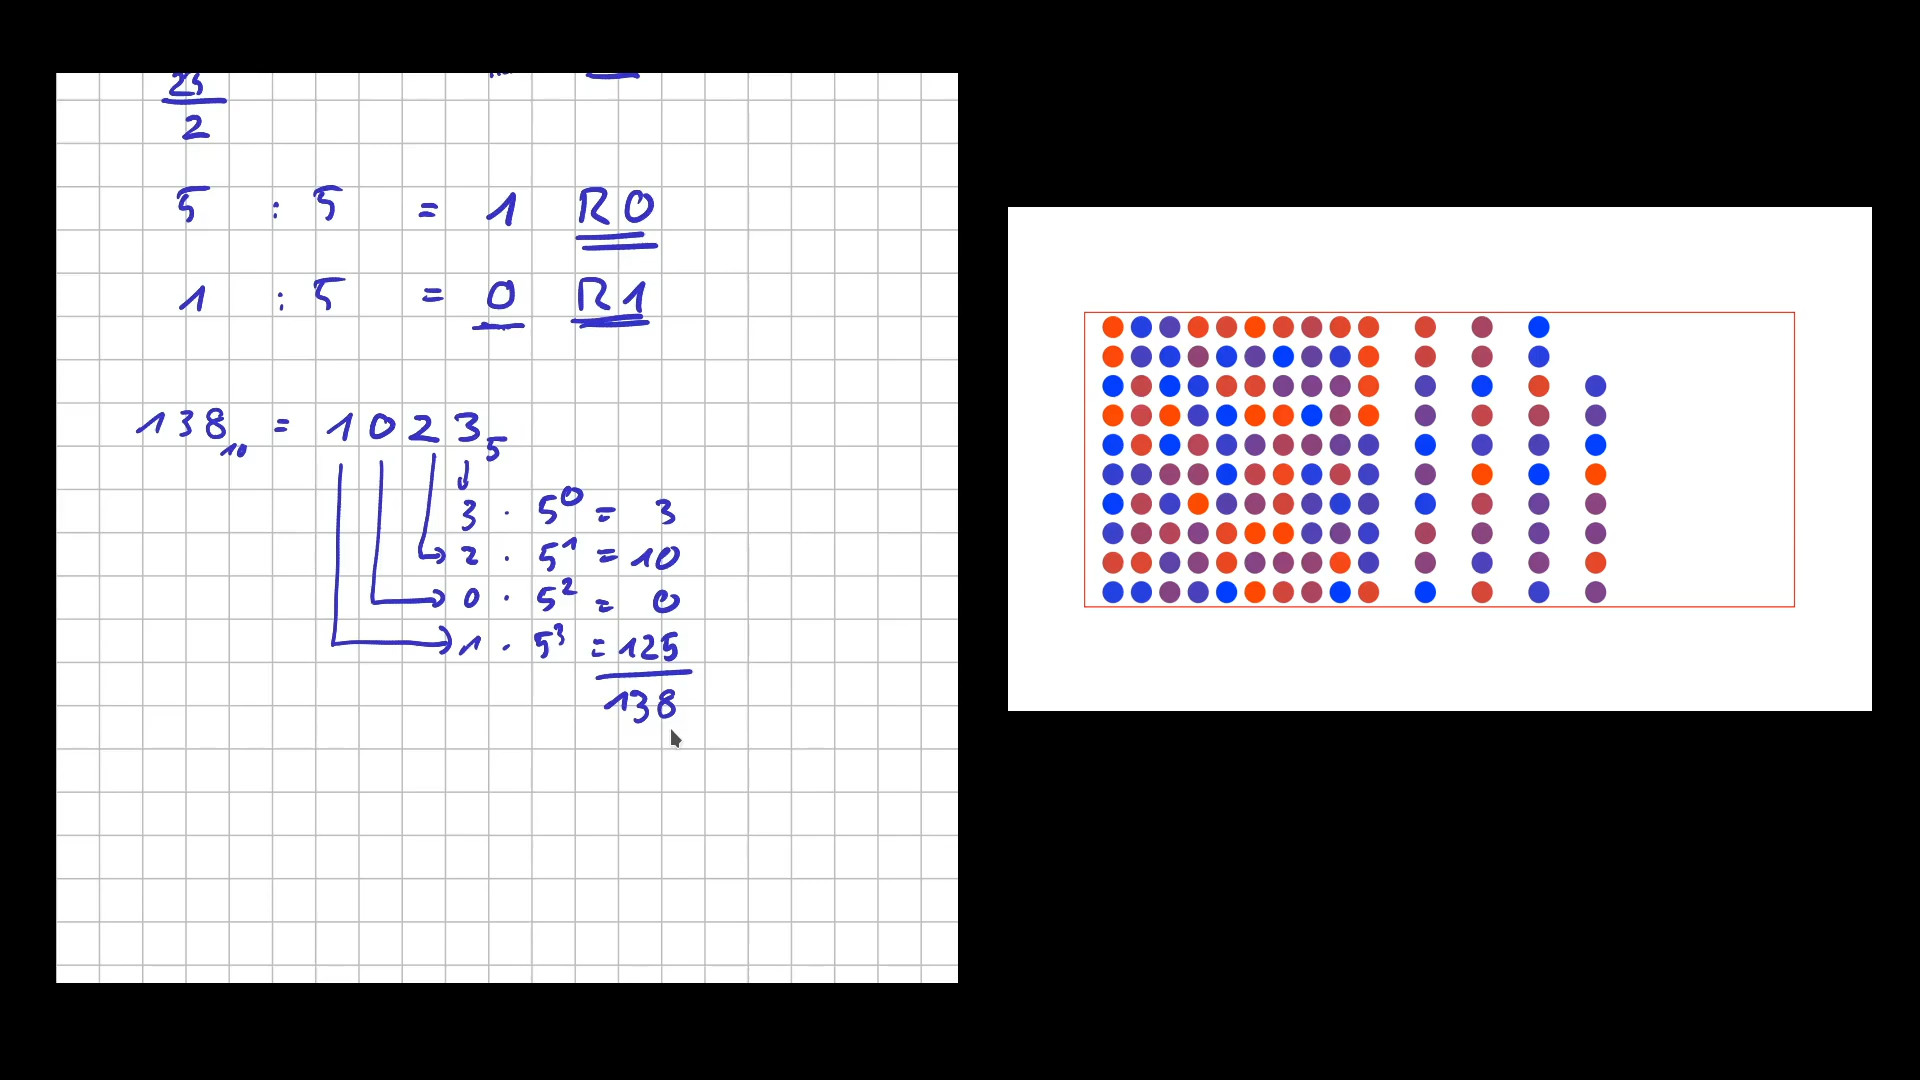 25
2
5 : 5 = 1 R0
1 : 5 = 0 R1
138₁₀ = 1023₅
3 · 5⁰ = 3
2 · 5¹ = 10
0 · 5² = 0
1 · 5³ = 125
138